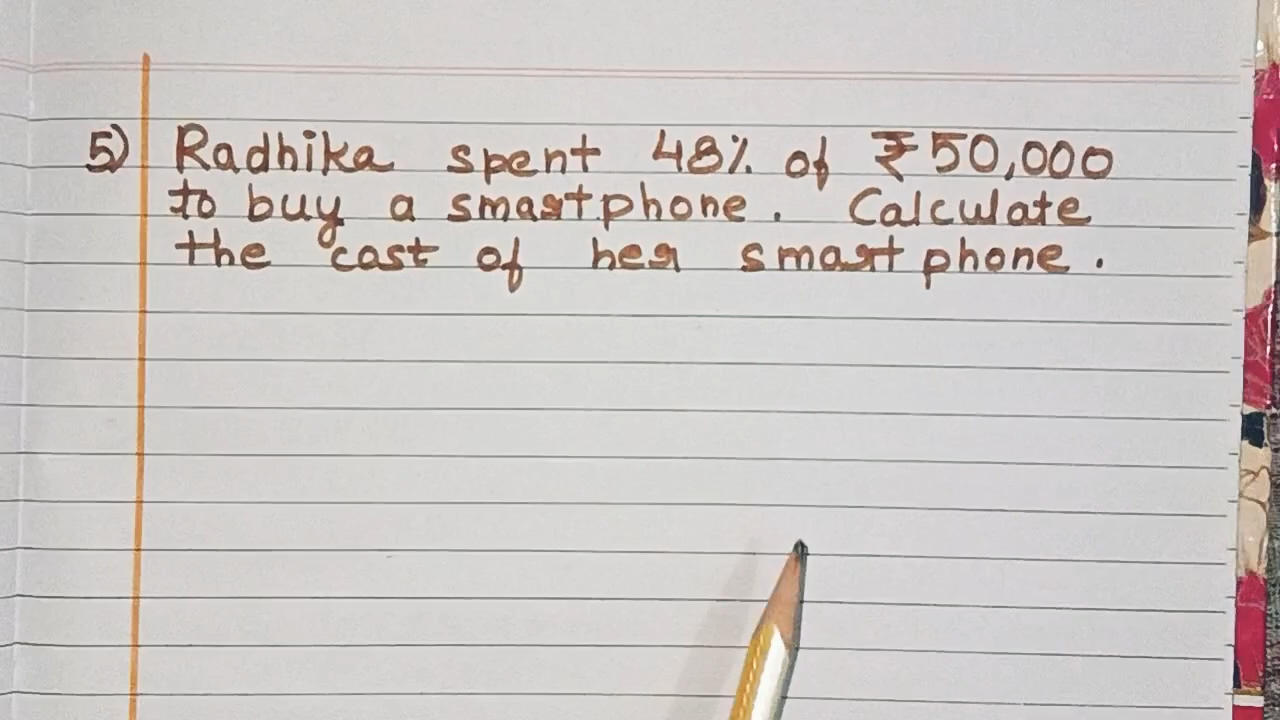 5) Radhika spent 48% of ₹50,000
to buy a smartphone. Calculate
the cost of her smartphone.